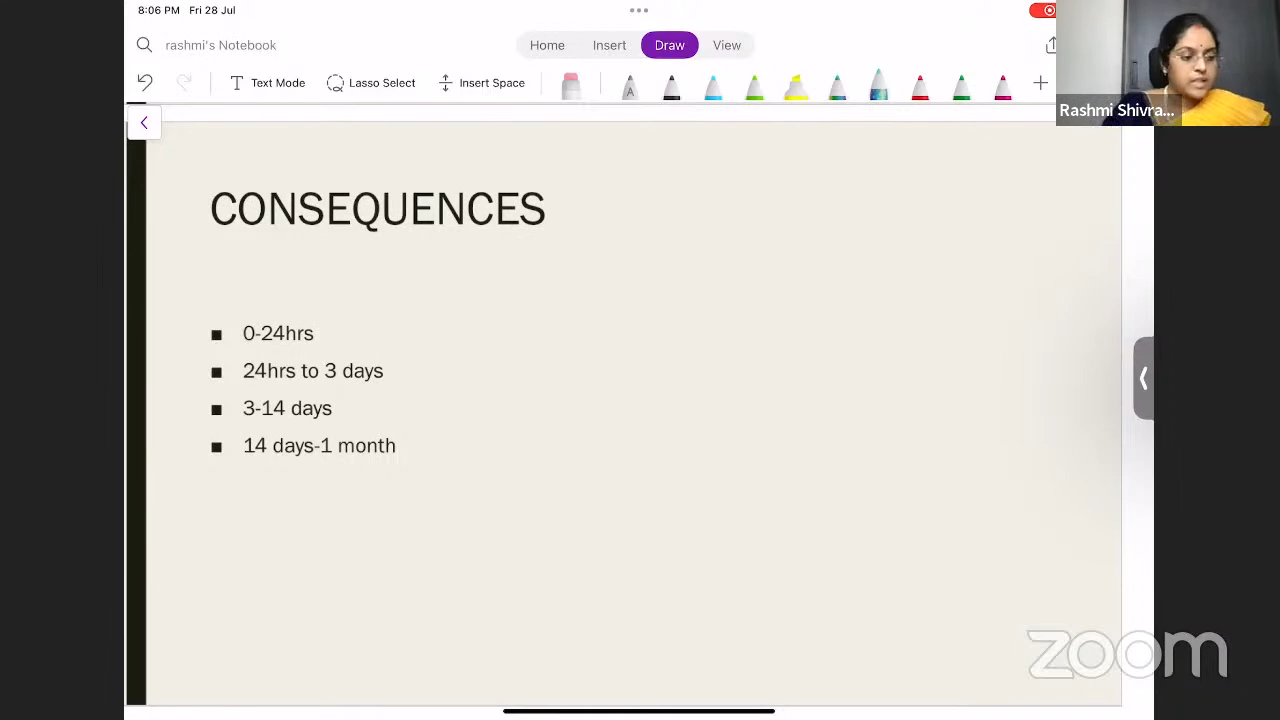 8:06 PM Fri 28 Jul
rashmi's Notebook
Home Insert Draw View
Text Mode Lasso Select Insert Space
A
Rashmi Shivra...
CONSEQUENCES
0-24hrs
24hrs to 3 days
3-14 days
14 days-1 month
zoom